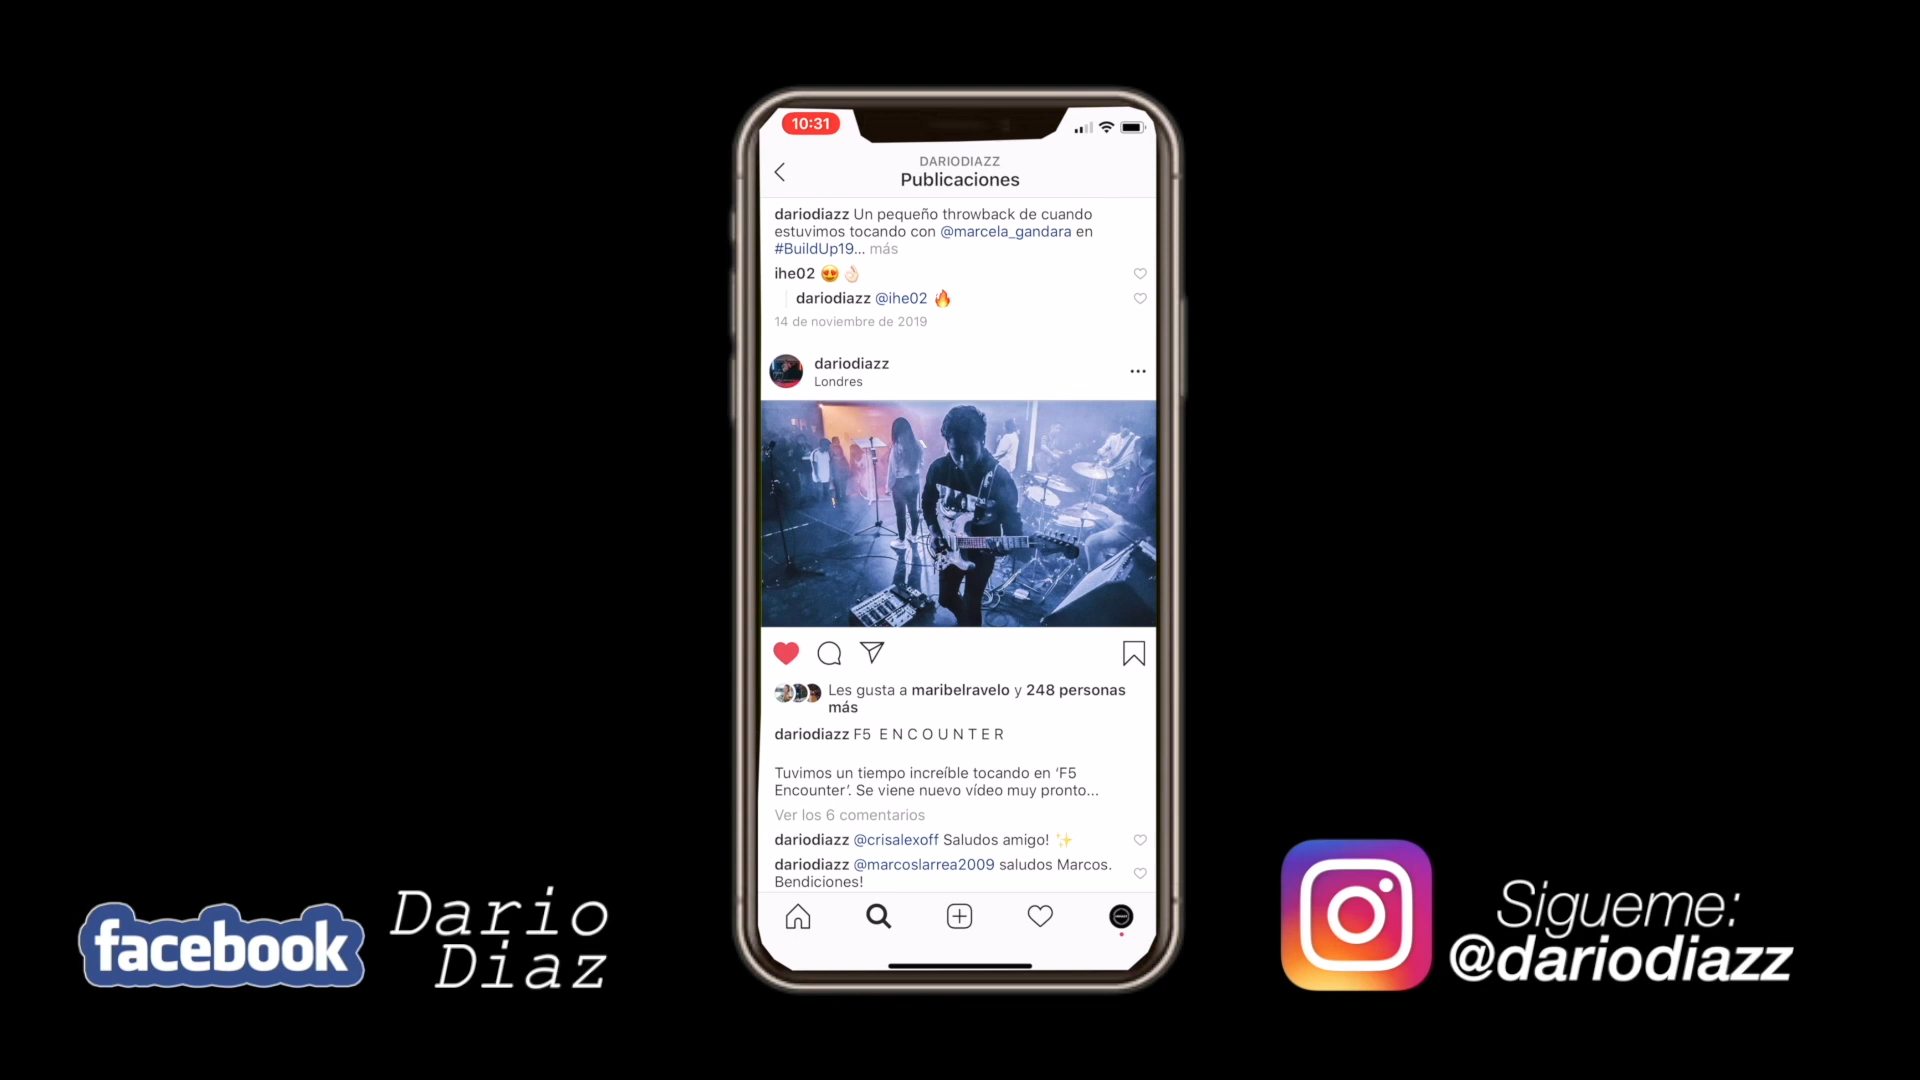 10:31
DARIODIAZZ
Publicaciones
dariodiazz Un pequeño throwback de cuando
estuvimos tocando con @marcela_gandara en
#BuildUp19... más
ihe02 😍👌🏻
dariodiazz @ihe02 🔥
14 de noviembre de 2019
dariodiazz
Londres
Les gusta a maribelravelo y 248 personas
más
dariodiazz F5 E N C O U N T E R
Tuvimos un tiempo increíble tocando en ‘F5
Encounter’. Se viene nuevo vídeo muy pronto...
Ver los 6 comentarios
dariodiazz @crisalexoff Saludos amigo! ✨
dariodiazz @marcoslarrea2009 saludos Marcos.
Bendiciones!
facebook
Dario
Diaz
Sigueme:
@dariodiazz